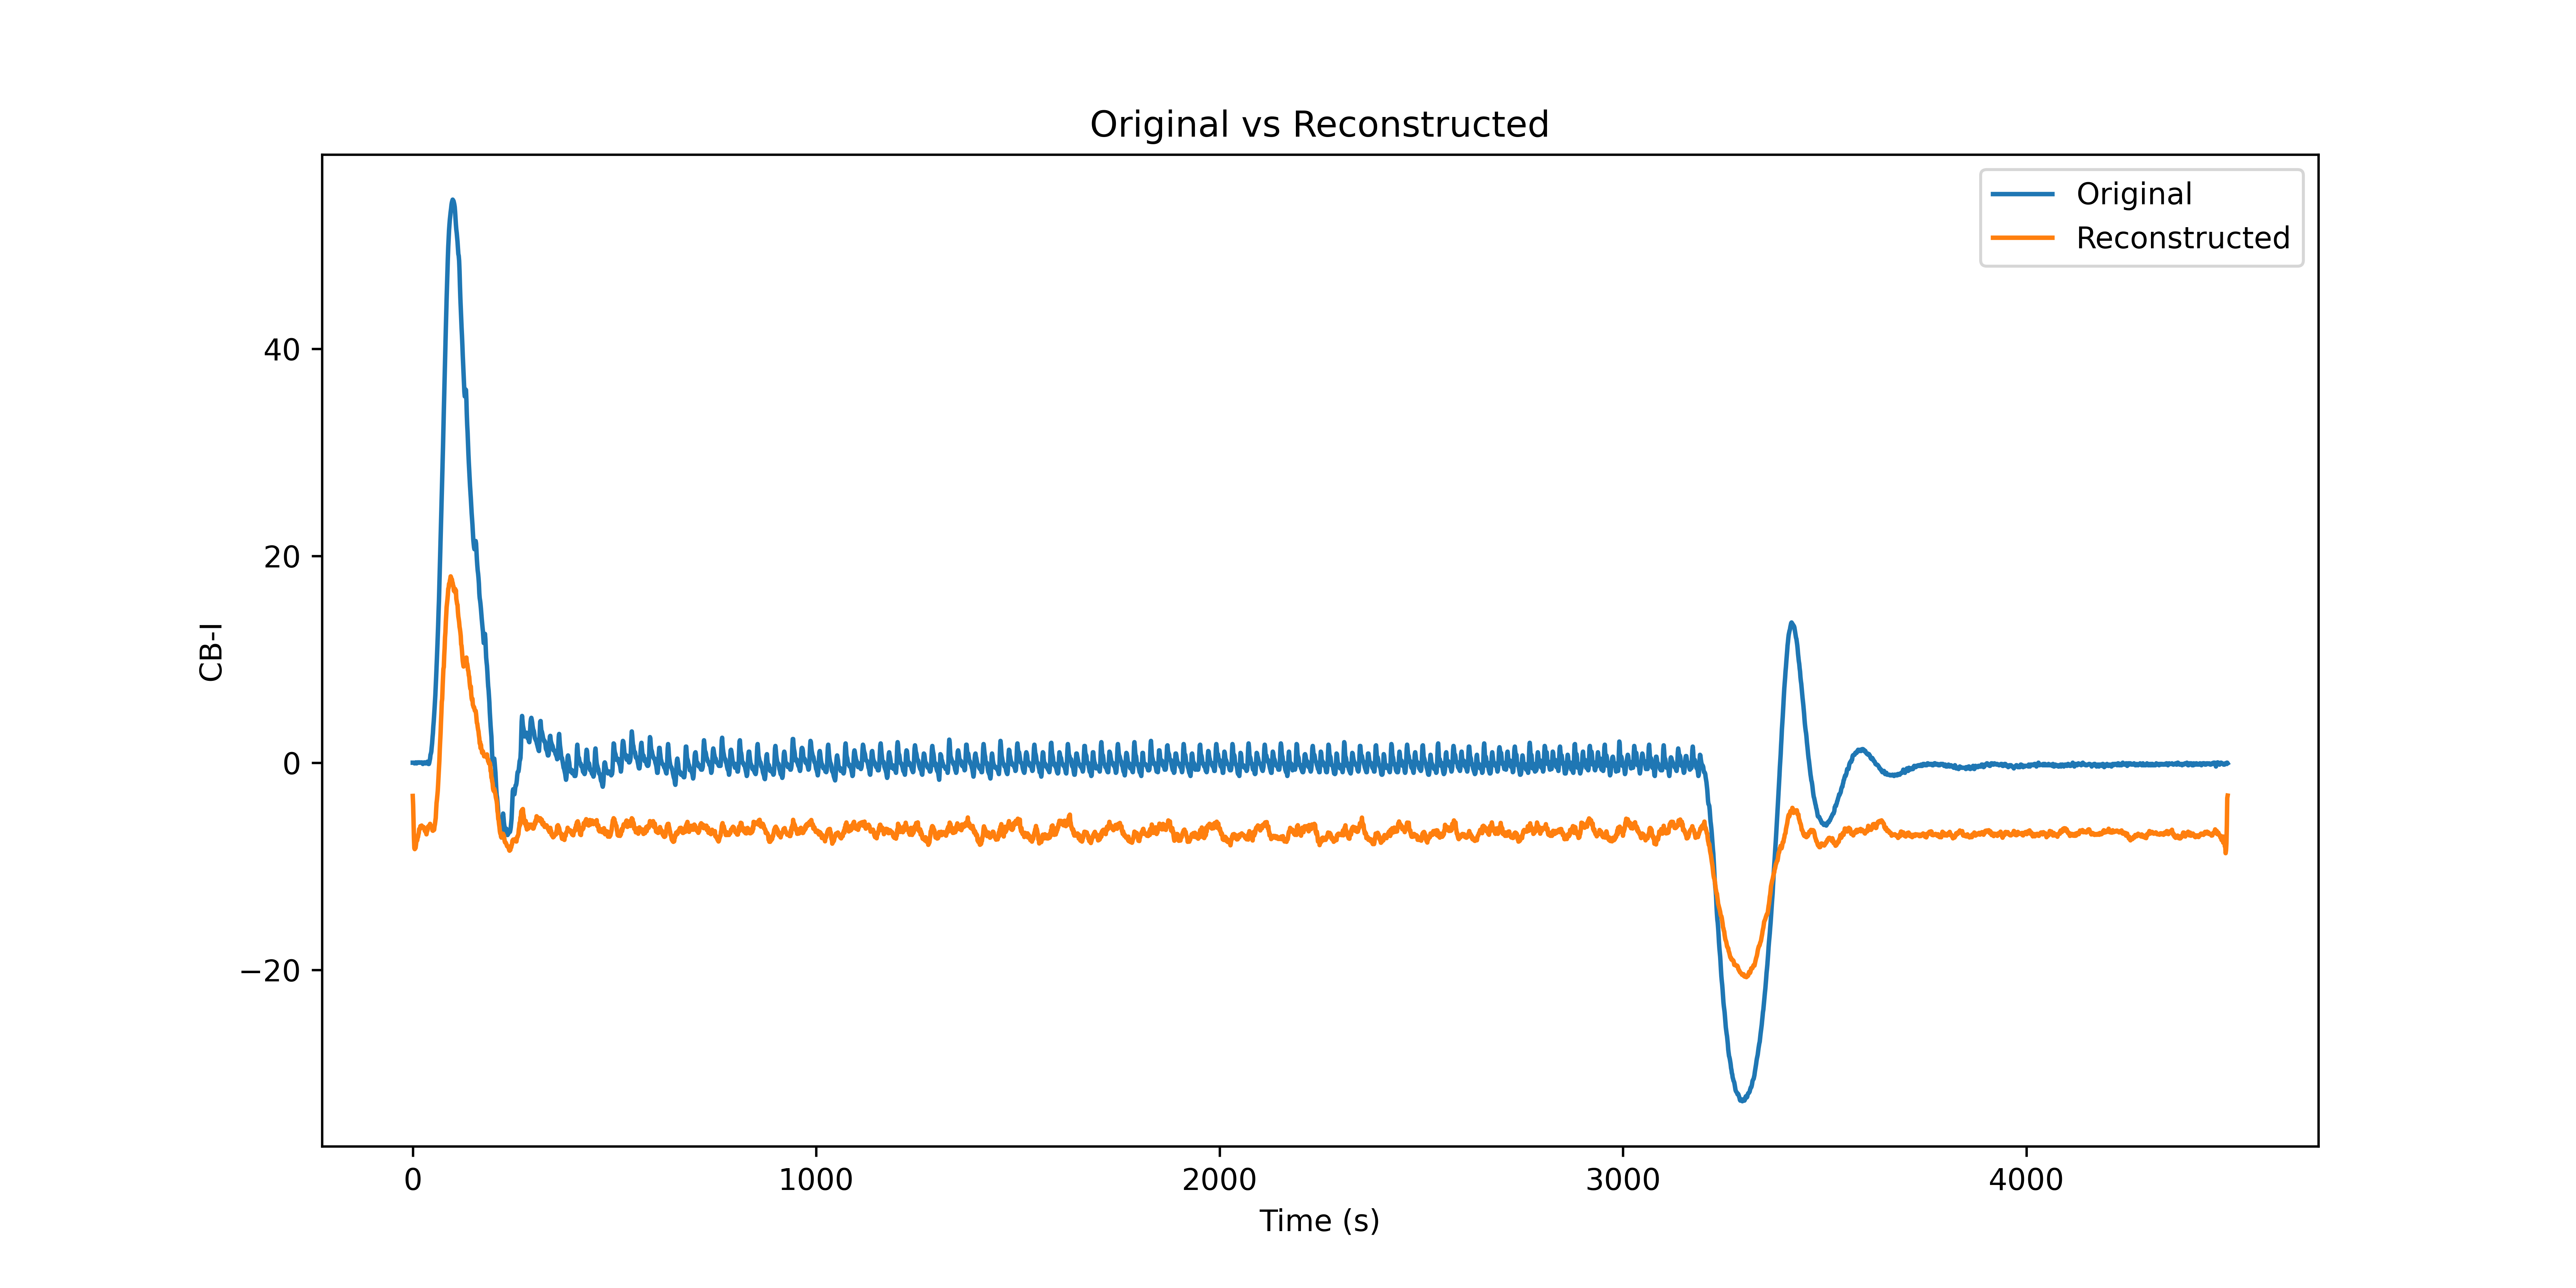 Original vs Reconstructed
Original
Reconstructed
CB-I
40
20
0
−20
0
1000
2000
3000
4000
Time (s)